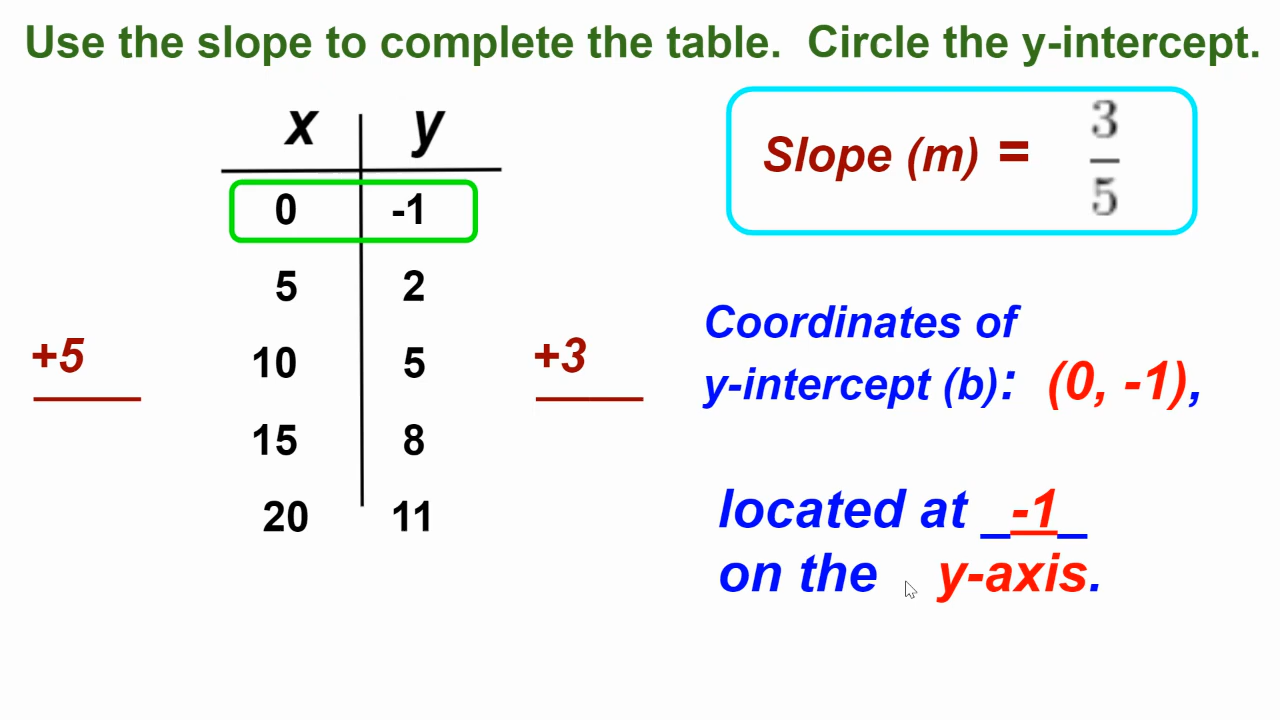 Use the slope to complete the table. Circle the y-intercept.
x y
0 -1
5 2
10 5
15 8
20 11
+5
+3
Slope (m) = 3/5
Coordinates of
y-intercept (b): (0, -1),
located at _-1_
on the y-axis.